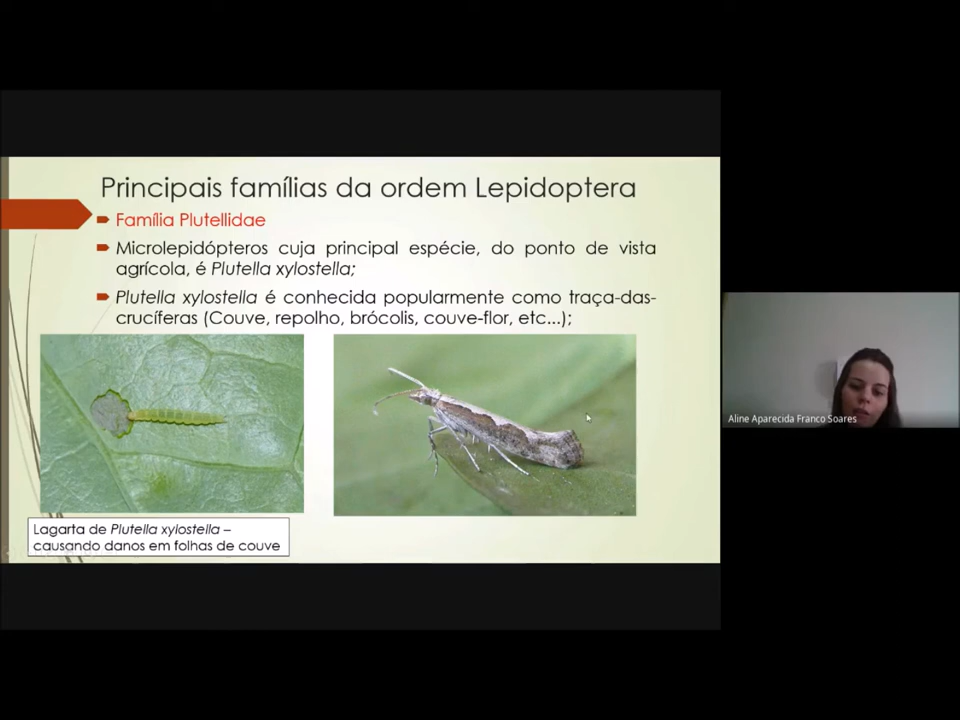 Principais famílias da ordem Lepidoptera
Família Plutellidae
Microlepidópteros cuja principal espécie, do ponto de vista
agrícola, é Plutella xylostella;
Plutella xylostella é conhecida popularmente como traça-das-
crucíferas (Couve, repolho, brócolis, couve-flor, etc...);
Lagarta de Plutella xylostella –
causando danos em folhas de couve
Aline Aparecida Franco Soares